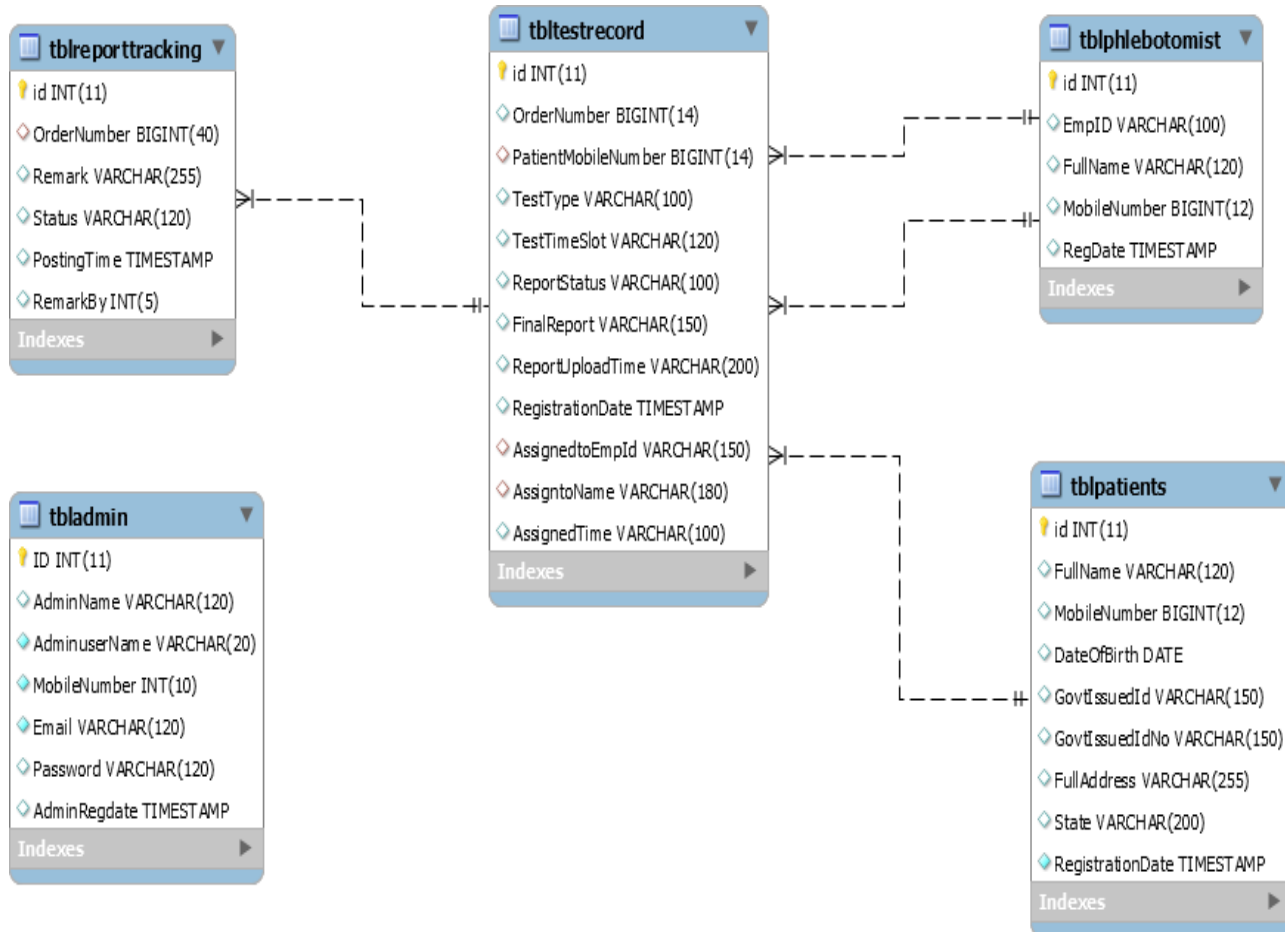 tblreporttracking
id INT(11)
OrderNumber BIGINT(40)
Remark VARCHAR(255)
Status VARCHAR(120)
PostingTime TIMESTAMP
RemarkBy INT(5)
Indexes
tbltestrecord
id INT(11)
OrderNumber BIGINT(14)
PatientMobileNumber BIGINT(14)
TestType VARCHAR(100)
TestTimeSlot VARCHAR(120)
ReportStatus VARCHAR(100)
FinalReport VARCHAR(150)
ReportUploadTime VARCHAR(200)
RegistrationDate TIMESTAMP
AssignedtoEmpId VARCHAR(150)
AssigntoName VARCHAR(180)
AssignedTime VARCHAR(100)
Indexes
tblphlebotomist
id INT(11)
EmpID VARCHAR(100)
FullName VARCHAR(120)
MobileNumber BIGINT(12)
RegDate TIMESTAMP
Indexes
tbladmin
ID INT(11)
AdminName VARCHAR(120)
AdminuserName VARCHAR(20)
MobileNumber INT(10)
Email VARCHAR(120)
Password VARCHAR(120)
AdminRegdate TIMESTAMP
Indexes
tblpatients
id INT(11)
FullName VARCHAR(120)
MobileNumber BIGINT(12)
DateOfBirth DATE
GovtIssuedId VARCHAR(150)
GovtIssuedIdNo VARCHAR(150)
FullAddress VARCHAR(255)
State VARCHAR(200)
RegistrationDate TIMESTAMP
Indexes